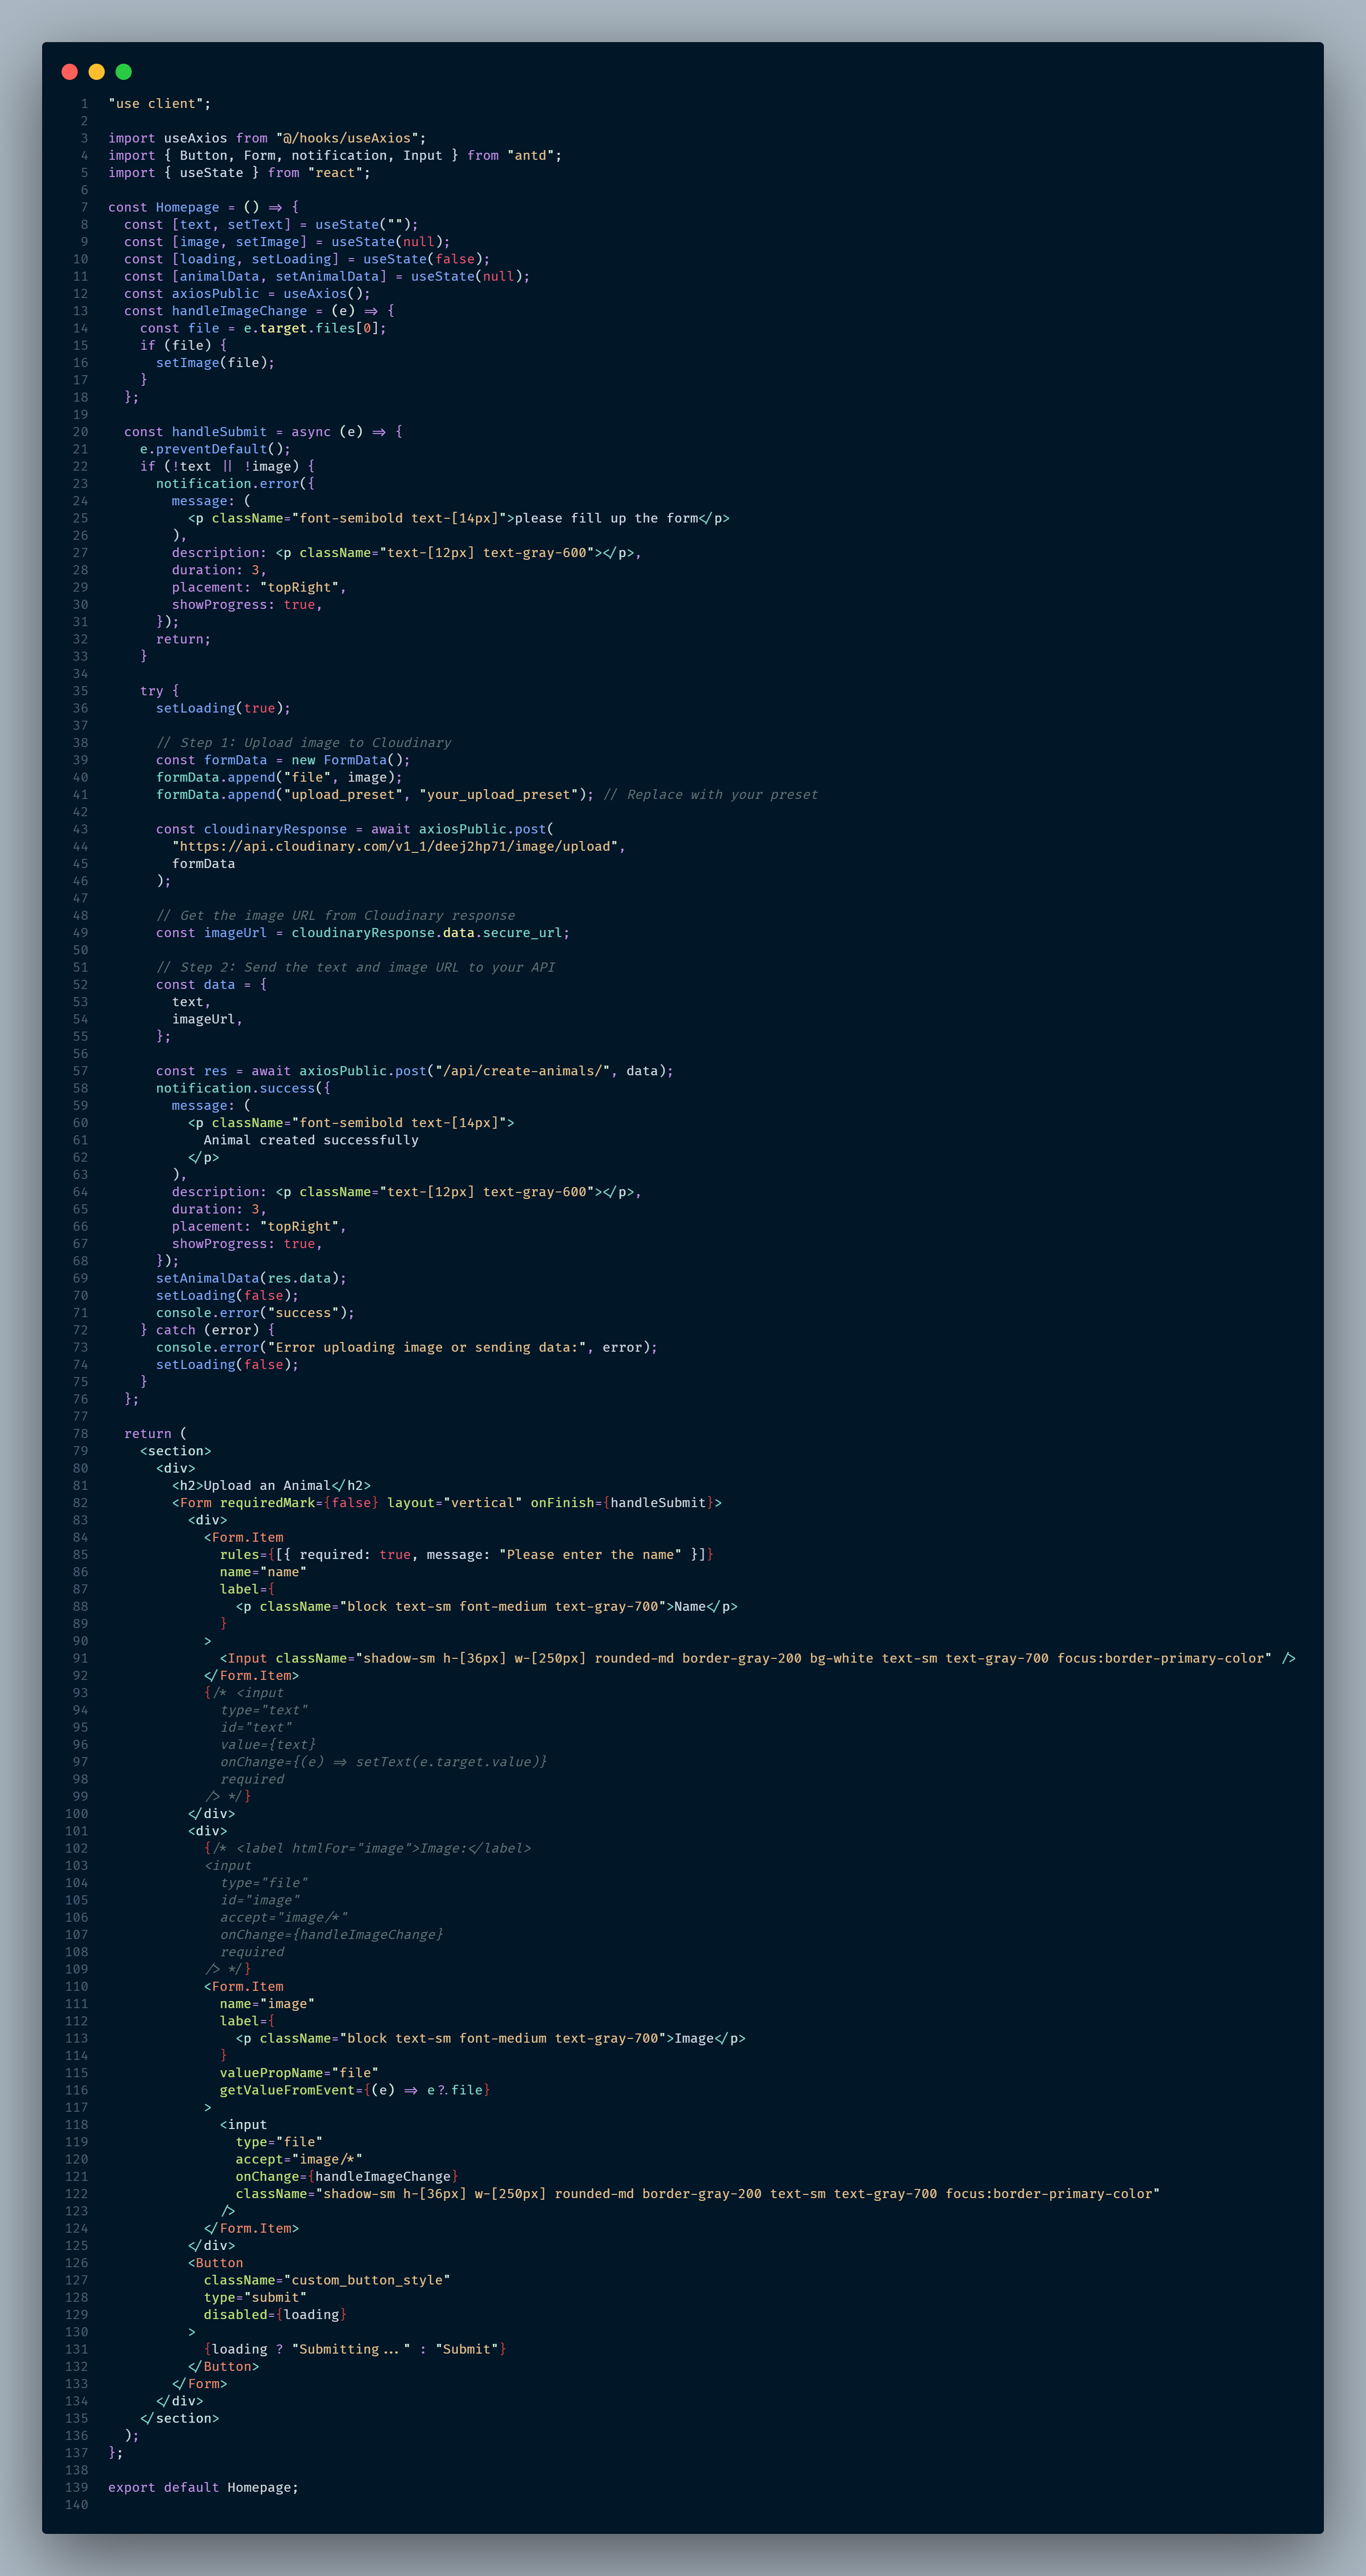 1 "use client";
2
3 import useAxios from "@/hooks/useAxios";
4 import { Button, Form, notification, Input } from "antd";
5 import { useState } from "react";
6
7 const Homepage = () => {
8   const [text, setText] = useState("");
9   const [image, setImage] = useState(null);
10   const [loading, setLoading] = useState(false);
11   const [animalData, setAnimalData] = useState(null);
12   const axiosPublic = useAxios();
13   const handleImageChange = (e) => {
14     const file = e.target.files[0];
15     if (file) {
16       setImage(file);
17     }
18   };
19
20   const handleSubmit = async (e) => {
21     e.preventDefault();
22     if (!text || !image) {
23       notification.error({
24         message: (
25           <p className="font-semibold text-[14px]">please fill up the form</p>
26         ),
27         description: <p className="text-[12px] text-gray-600"></p>,
28         duration: 3,
29         placement: "topRight",
30         showProgress: true,
31       });
32       return;
33     }
34
35     try {
36       setLoading(true);
37
38       // Step 1: Upload image to Cloudinary
39       const formData = new FormData();
40       formData.append("file", image);
41       formData.append("upload_preset", "your_upload_preset"); // Replace with your preset
42
43       const cloudinaryResponse = await axiosPublic.post(
44         "https://api.cloudinary.com/v1_1/deej2hp71/image/upload",
45         formData
46       );
47
48       // Get the image URL from Cloudinary response
49       const imageUrl = cloudinaryResponse.data.secure_url;
50
51       // Step 2: Send the text and image URL to your API
52       const data = {
53         text,
54         imageUrl,
55       };
56
57       const res = await axiosPublic.post("/api/create-animals/", data);
58       notification.success({
59         message: (
60           <p className="font-semibold text-[14px]">
61             Animal created successfully
62           </p>
63         ),
64         description: <p className="text-[12px] text-gray-600"></p>,
65         duration: 3,
66         placement: "topRight",
67         showProgress: true,
68       });
69       setAnimalData(res.data);
70       setLoading(false);
71       console.error("success");
72     } catch (error) {
73       console.error("Error uploading image or sending data:", error);
74       setLoading(false);
75     }
76   };
77
78   return (
79     <section>
80       <div>
81         <h2>Upload an Animal</h2>
82         <Form requiredMark={false} layout="vertical" onFinish={handleSubmit}>
83           <div>
84             <Form.Item
85               rules={[{ required: true, message: "Please enter the name" }]}
86               name="name"
87               label={
88                 <p className="block text-sm font-medium text-gray-700">Name</p>
89               }
90             >
91               <Input className="shadow-sm h-[36px] w-[250px] rounded-md border-gray-200 bg-white text-sm text-gray-700 focus:border-primary-color" />
92             </Form.Item>
93             {/* <input
94               type="text"
95               id="text"
96               value={text}
97               onChange={(e) => setText(e.target.value)}
98               required
99             /> */}
100           </div>
101           <div>
102             {/* <label htmlFor="image">Image:</label>
103             <input
104               type="file"
105               id="image"
106               accept="image/*"
107               onChange={handleImageChange}
108               required
109             /> */}
110             <Form.Item
111               name="image"
112               label={
113                 <p className="block text-sm font-medium text-gray-700">Image</p>
114               }
115               valuePropName="file"
116               getValueFromEvent={(e) => e?.file}
117             >
118               <input
119                 type="file"
120                 accept="image/*"
121                 onChange={handleImageChange}
122                 className="shadow-sm h-[36px] w-[250px] rounded-md border-gray-200 text-sm text-gray-700 focus:border-primary-color"
123               />
124             </Form.Item>
125           </div>
126           <Button
127             className="custom_button_style"
128             type="submit"
129             disabled={loading}
130           >
131             {loading ? "Submitting..." : "Submit"}
132           </Button>
133         </Form>
134       </div>
135     </section>
136   );
137 };
138
139 export default Homepage;
140